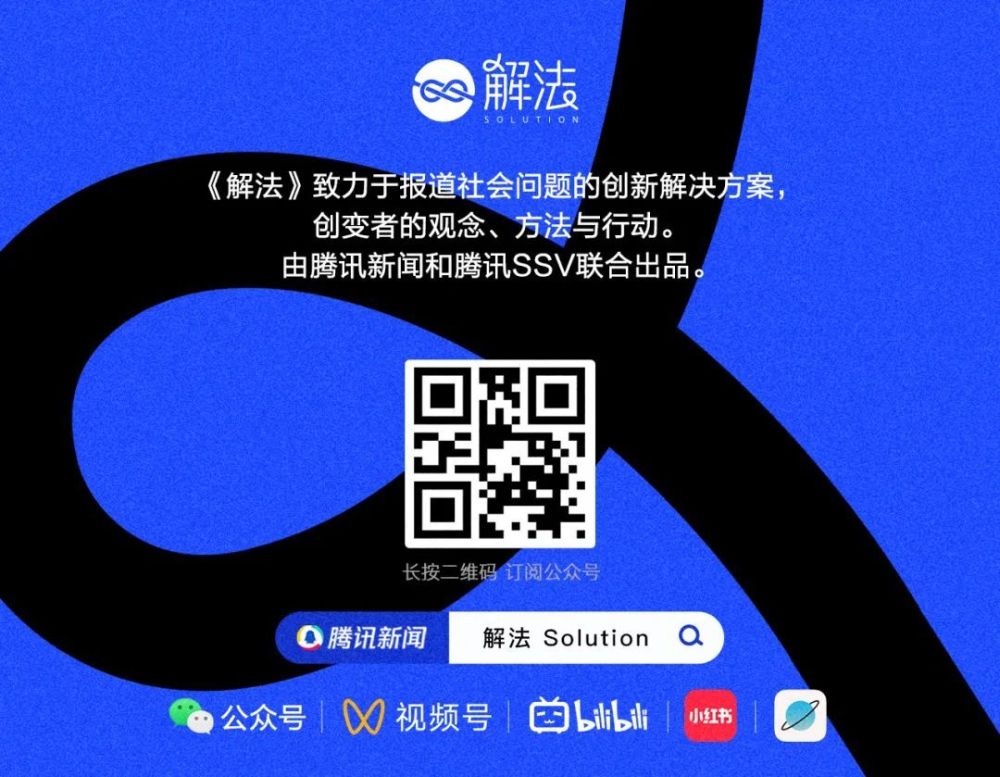 解法
SOLUTION
《解法》致力于报道社会问题的创新解决方案，
创变者的观念、方法与行动。
由腾讯新闻和腾讯SSV联合出品。
长按二维码 订阅公众号
腾讯新闻 解法 Solution
公众号 视频号 bilibili 小红书